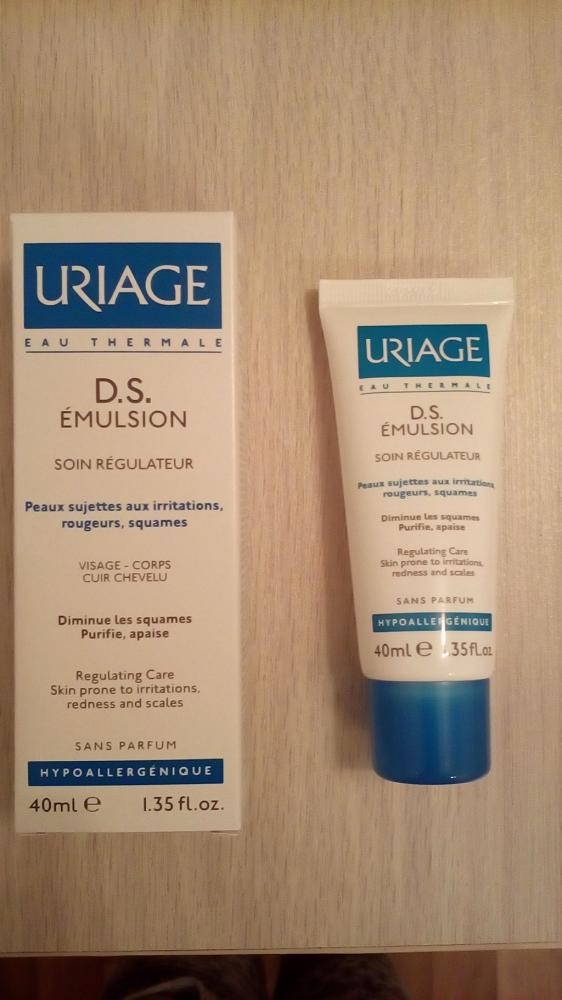 URIAGE
EAU THERMALE
D.S.
ÉMULSION
SOIN RÉGULATEUR
Peaux sujettes aux irritations,
rougeurs, squames
VISAGE - CORPS
CUIR CHEVELU
Diminue les squames
Purifie, apaise
Regulating Care
Skin prone to irritations,
redness and scales
SANS PARFUM
HYPOALLERGÉNIQUE
40ml e 1.35 fl.oz.
URIAGE
EAU THERMALE
D.S.
ÉMULSION
SOIN RÉGULATEUR
Peaux sujettes aux irritations,
rougeurs, squames
Diminue les squames
Purifie, apaise
Regulating Care
Skin prone to irritations,
redness and scales
SANS PARFUM
HYPOALLERGÉNIQUE
40ml e 1.35fl.oz